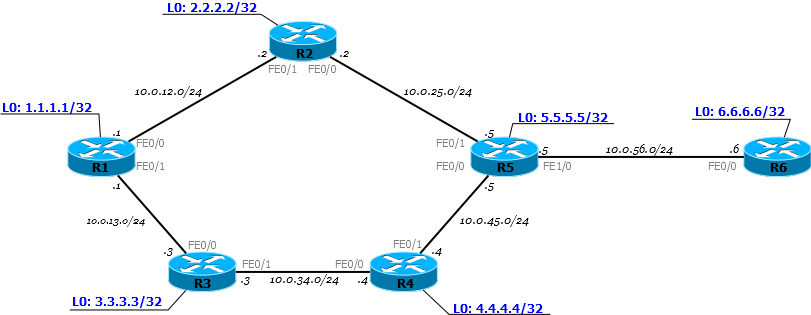 L0: 2.2.2.2/32
R2
.2
.2
FE0/1
FE0/0
10.0.12.0/24
10.0.25.0/24
L0: 1.1.1.1/32
.1
FE0/0
R1
FE0/1
.1
L0: 5.5.5.5/32
.5
FE0/1
R5
FE0/0
.5
FE1/0
.5
10.0.56.0/24
L0: 6.6.6.6/32
.6
FE0/0
R6
10.0.13.0/24
10.0.45.0/24
.3
FE0/0
R3
FE0/1
.3
10.0.34.0/24
FE0/0
.4
FE0/1
.4
R4
L0: 3.3.3.3/32
L0: 4.4.4.4/32